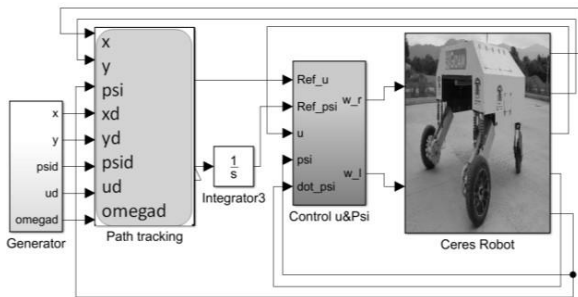 x
y
psi
xd
yd
psid
ud
omegad
Path tracking
x
y
psid
ud
omegad
Generator
1
s
Integrator3
Ref_u
Ref_psi
u
psi
dot_psi
w_r
w_l
Control u&Psi
Ceres Robot